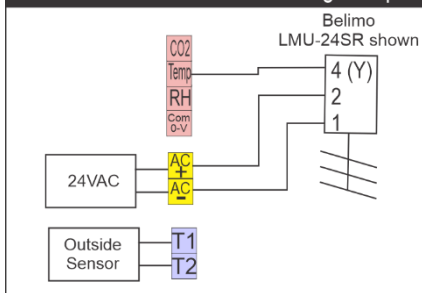 Belimo
LMU-24SR shown
CO2
Temp
RH
Com
0-V
4 (Y)
2
1
24VAC
AC
+
AC
-
Outside
Sensor
T1
T2